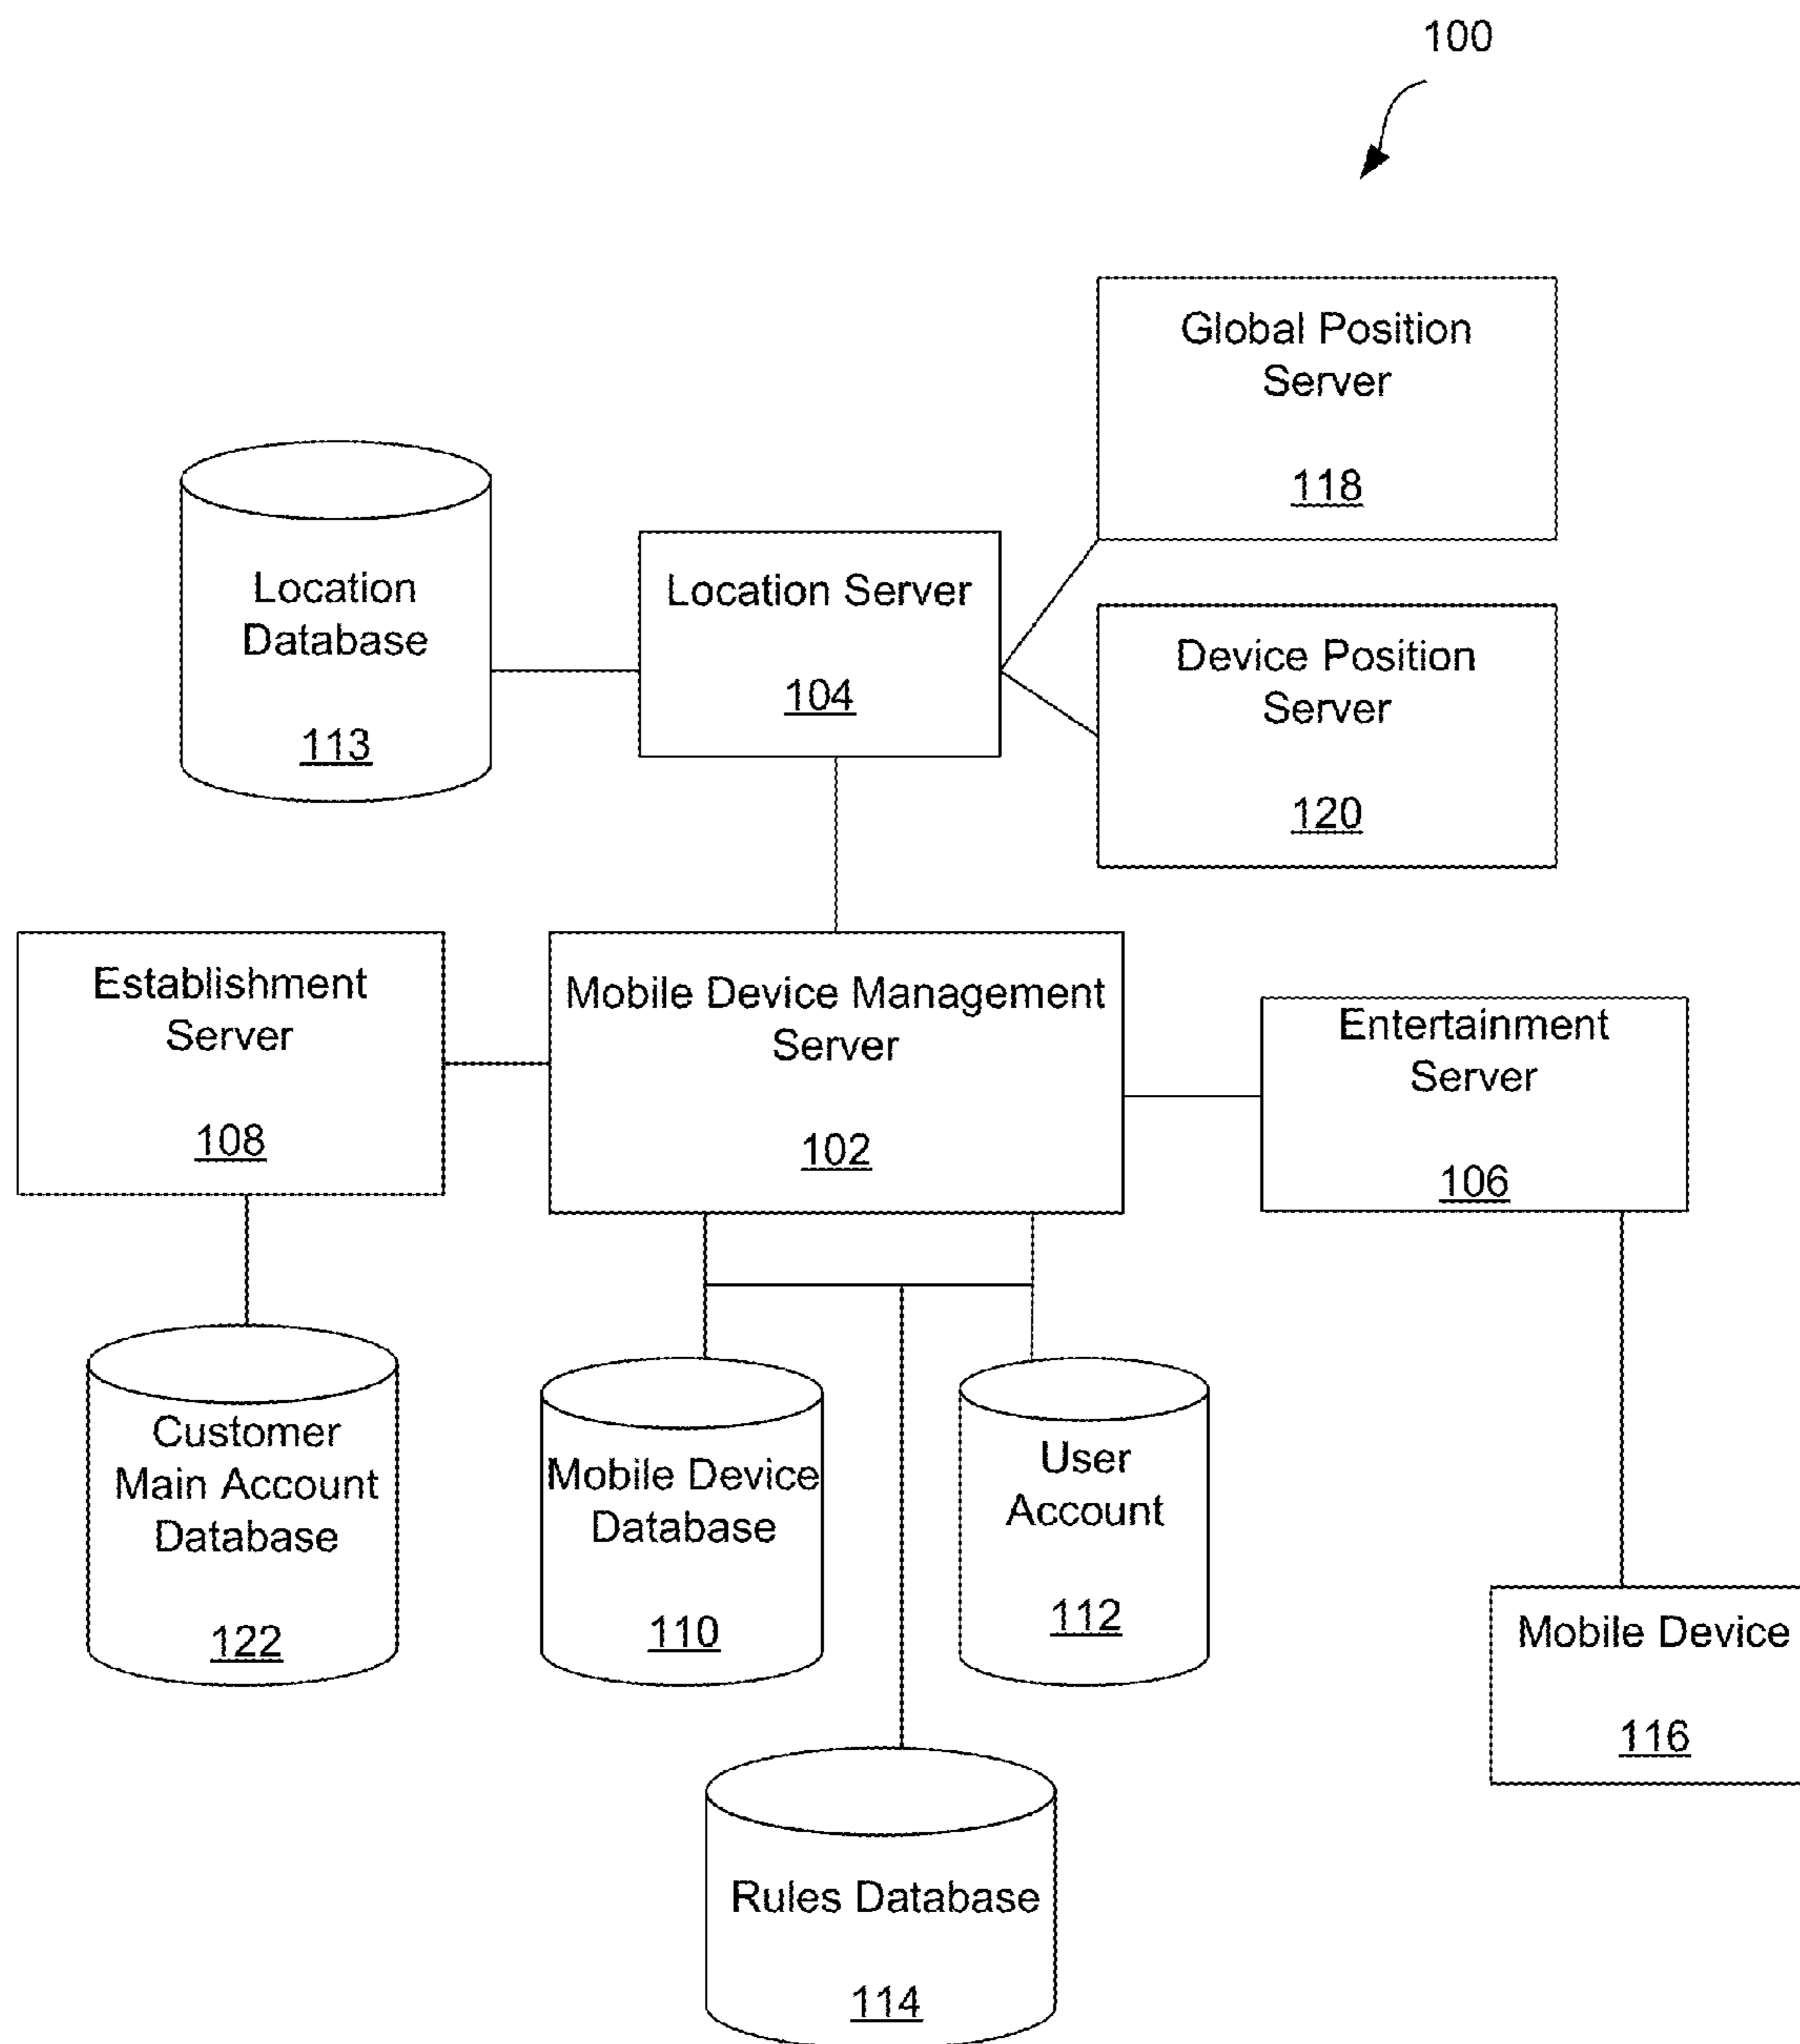 100
Global Position
Server
118
Location
Database
113
Location Server
104
Device Position
Server
120
Establishment
Server
108
Mobile Device Management
Server
102
Entertainment
Server
106
Customer
Main Account
Database
122
Mobile Device
Database
110
User
Account
112
Mobile Device
116
Rules Database
114